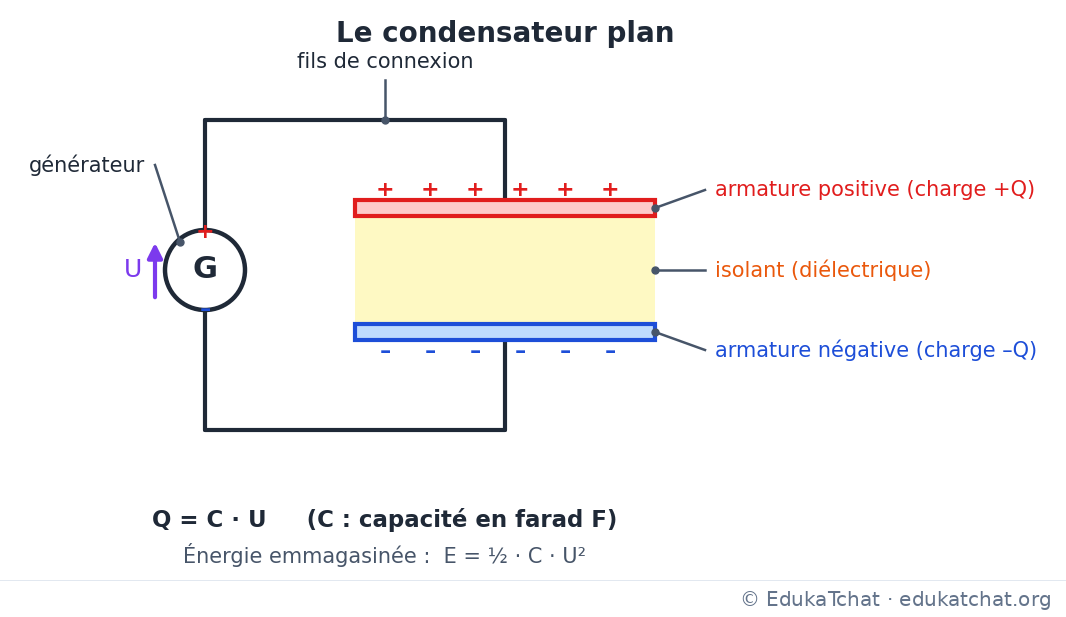 Le condensateur plan
fils de connexion
générateur
+ + + + + +
armature positive (charge +Q)
+
U
G
isolant (diélectrique)
–
armature négative (charge –Q)
– – – – – –
Q = C · U (C : capacité en farad F)
Énergie emmagasinée : E = ½ · C · U²
© EdukaTchat · edukatchat.org